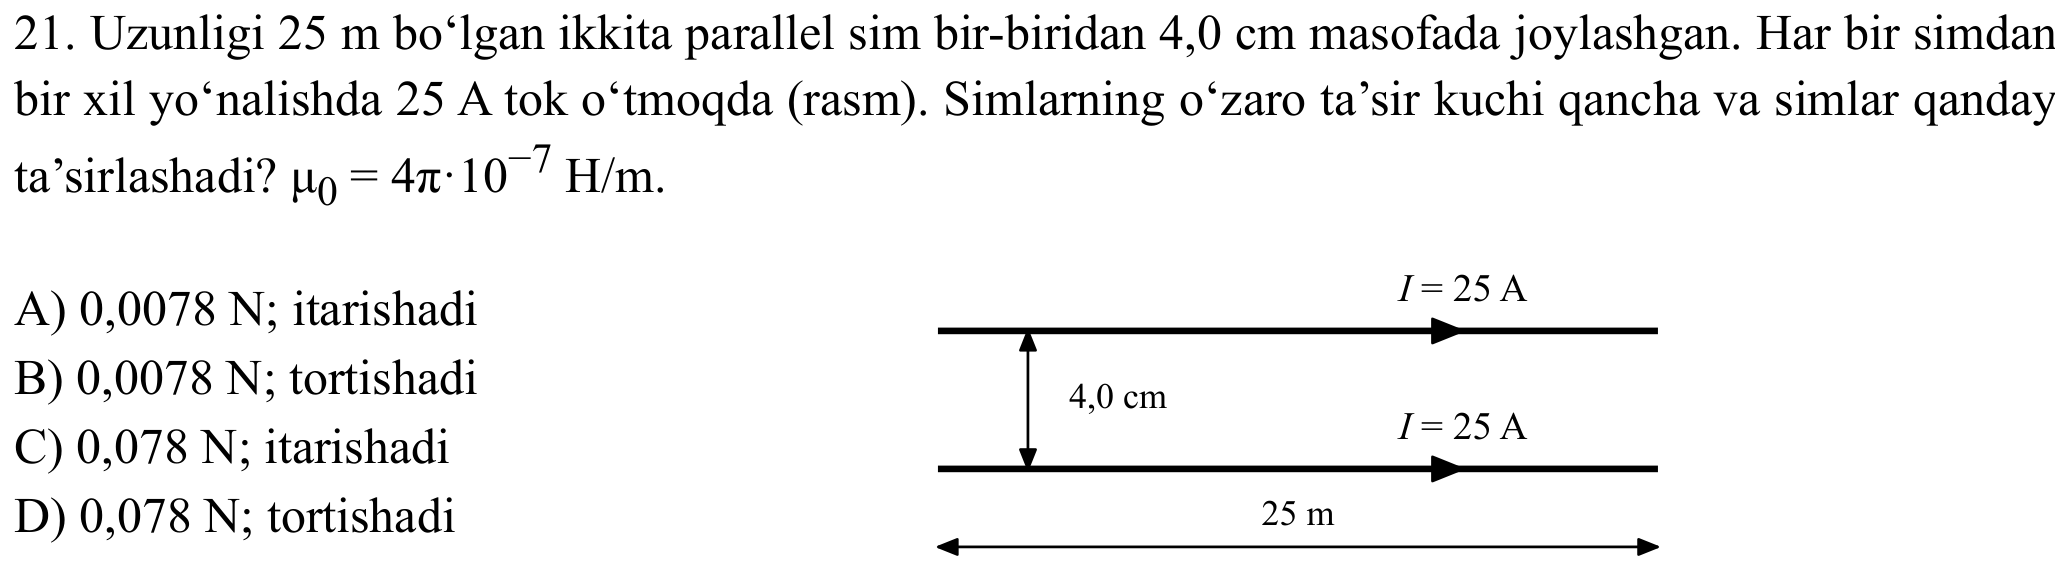 21. Uzunligi 25 m bo‘lgan ikkita parallel sim bir-biridan 4,0 cm masofada joylashgan. Har bir simdan
bir xil yo‘nalishda 25 A tok o‘tmoqda (rasm). Simlarning o‘zaro ta’sir kuchi qancha va simlar qanday
ta’sirlashadi? μ₀ = 4π·10⁻⁷ H/m.
A) 0,0078 N; itarishadi
B) 0,0078 N; tortishadi
C) 0,078 N; itarishadi
D) 0,078 N; tortishadi
I = 25 A
4,0 cm
I = 25 A
25 m